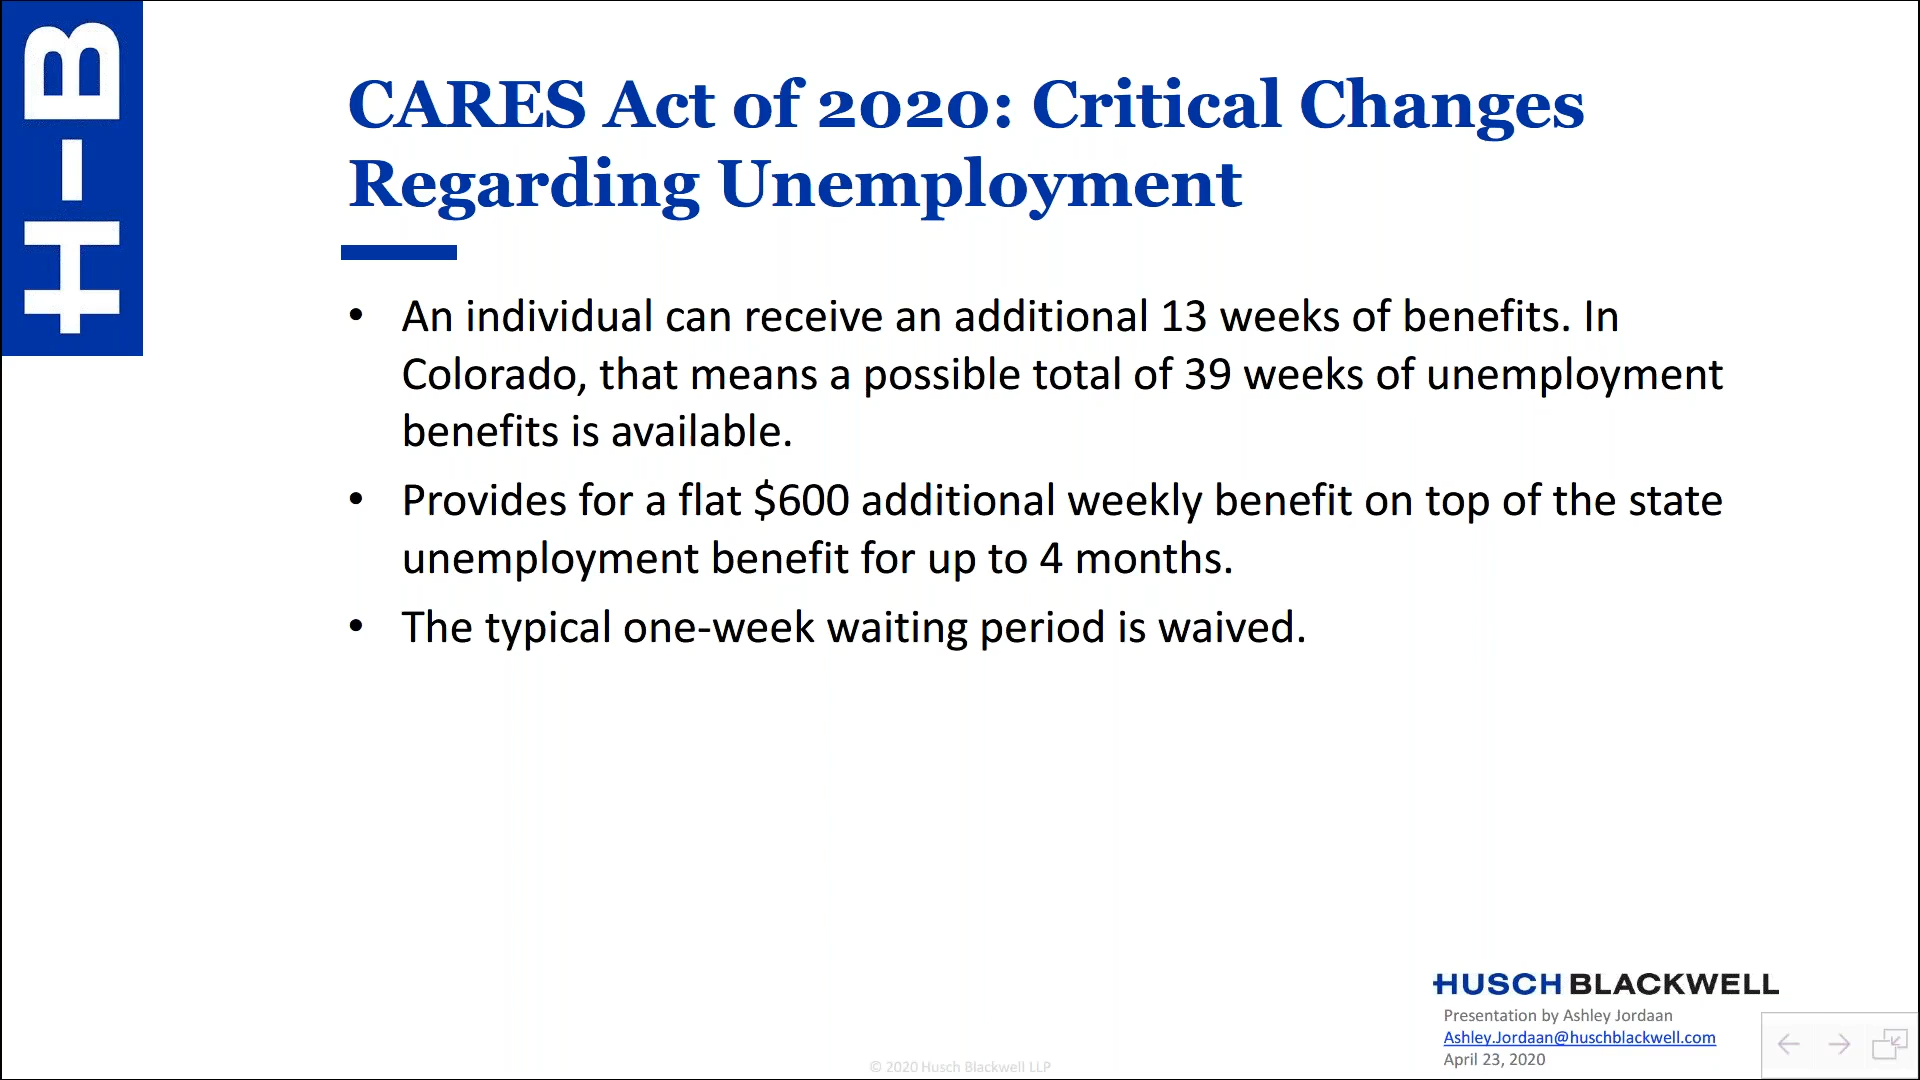 H-B
CARES Act of 2020: Critical Changes
Regarding Unemployment
• An individual can receive an additional 13 weeks of benefits. In
Colorado, that means a possible total of 39 weeks of unemployment
benefits is available.
• Provides for a flat $600 additional weekly benefit on top of the state
unemployment benefit for up to 4 months.
• The typical one-week waiting period is waived.
HUSCH BLACKWELL
Presentation by Ashley Jordaan
Ashley.Jordaan@huschblackwell.com
April 23, 2020
© 2020 Husch Blackwell LLP